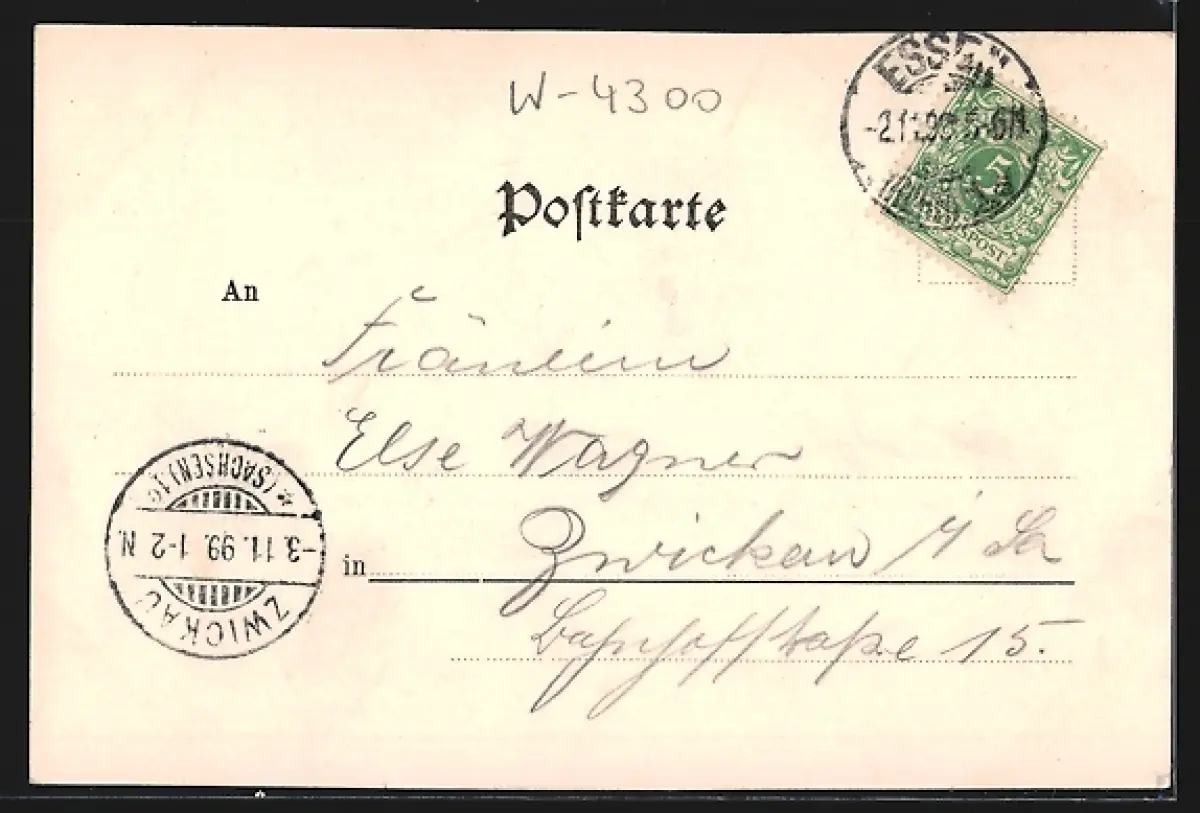 W-4300
ESSEN
-2.11.99 5-6N.
Postkarte
5
REICHSPOST
An
Fräulein
Else Wagner
in Zwickau i/Sa
Bahnhofstraße 15.
ZWICKAU
-3.11.99. 1-2 N.
* (SACHSEN). 1